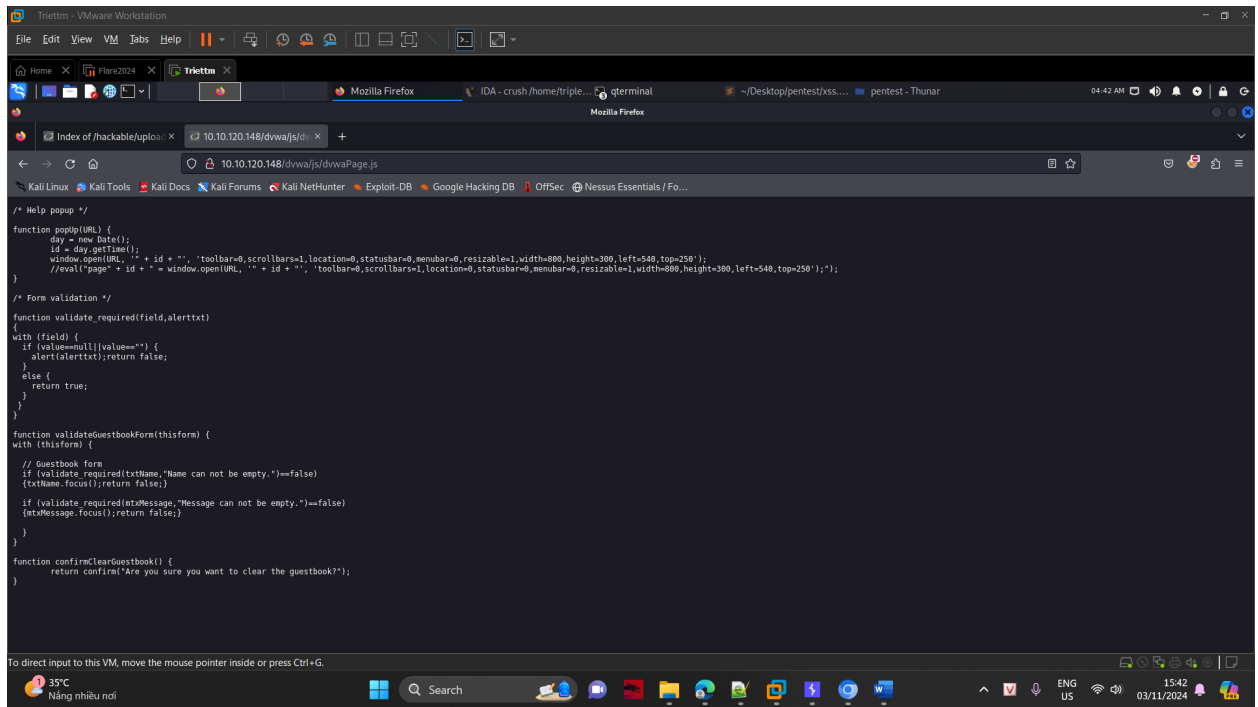 Triettm - VMware Workstation
File Edit View VM Tabs Help
Home Flare2024 Triettm
Mozilla Firefox IDA - crush /home/triple... qterminal ~/Desktop/pentest/xss.... pentest - Thunar 04:42 AM
Mozilla Firefox
Index of /hackable/upload 10.10.120.148/dvwa/js/dv
10.10.120.148/dvwa/js/dvwaPage.js
Kali Linux Kali Tools Kali Docs Kali Forums Kali NetHunter Exploit-DB Google Hacking DB OffSec Nessus Essentials / Fo...
/* Help popup */
function popUp(URL) {
day = new Date();
id = day.getTime();
window.open(URL, '" + id + "', 'toolbar=0,scrollbars=1,location=0,statusbar=0,menubar=0,resizable=1,width=800,height=300,left=540,top=250');
//eval("page" + id + " = window.open(URL, '" + id + "', 'toolbar=0,scrollbars=1,location=0,statusbar=0,menubar=0,resizable=1,width=800,height=300,left=540,top=250');");
}
/* Form validation */
function validate_required(field,alerttxt)
{
with (field) {
if (value==null||value=="") {
alert(alerttxt);return false;
}
else {
return true;
}
}
}
function validateGuestbookForm(thisform) {
with (thisform) {
// Guestbook form
if (validate_required(txtName,"Name can not be empty.")==false)
{txtName.focus();return false;}
if (validate_required(mtxMessage,"Message can not be empty.")==false)
{mtxMessage.focus();return false;}
}
}
function confirmClearGuestbook() {
return confirm("Are you sure you want to clear the guestbook?");
}
To direct input to this VM, move the mouse pointer inside or press Ctrl+G.
1
35°C
Nắng nhiều nơi
Search
V
ENG
US
15:42
03/11/2024